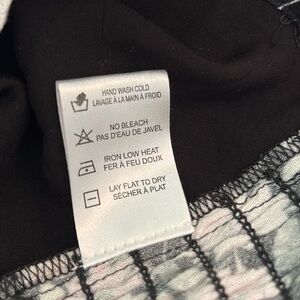 HAND WASH COLD
LAVAGE À LA MAIN À FROID
NO BLEACH
PAS D'EAU DE JAVEL
IRON LOW HEAT
FER À FEU DOUX
LAY FLAT TO DRY
SÉCHER À PLAT